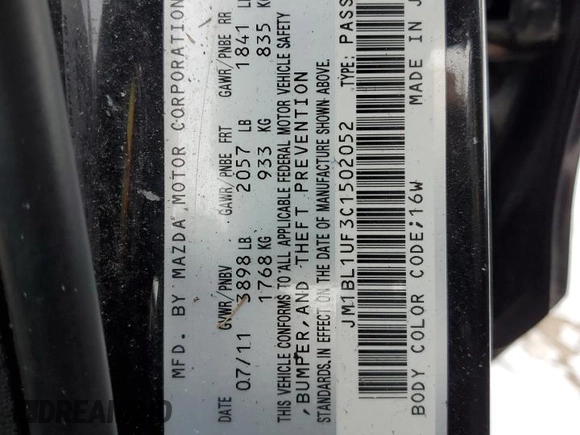 MFD. BY MAZDA MOTOR CORPORATION
DATE GVWR/PNBV GAWR/PNBE FRT GAWR/PNBE RR
07/11 3898 LB 2057 LB 1841
1768 KG 933 KG 835 KG
THIS VEHICLE CONFORMS TO ALL APPLICABLE FEDERAL MOTOR VEHICLE SAFETY
,BUMPER, AND THEFT PREVENTION
STANDARDS IN EFFECT ON THE DATE OF MANUFACTURE SHOWN ABOVE.
JM1BL1UF3C1502052 TYPE: PASS
BODY COLOR CODE;16W MADE IN J
DREAMBID